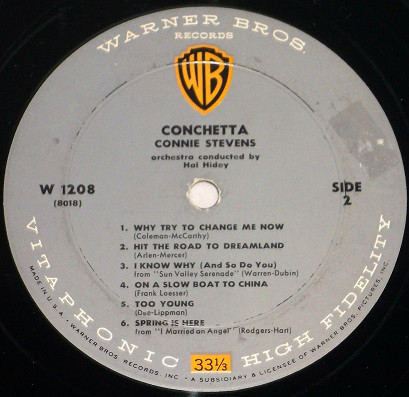 WARNER BROS.
RECORDS
WB
CONCHETTA
CONNIE STEVENS
orchestra conducted by
Hal Hidey
W 1208
(8018)
SIDE
2
1. WHY TRY TO CHANGE ME NOW
(Coleman-McCarthy)
2. HIT THE ROAD TO DREAMLAND
(Arlen-Mercer)
3. I KNOW WHY (And So Do You)
from "Sun Valley Serenade" (Warren-Dubin)
4. ON A SLOW BOAT TO CHINA
(Frank Loesser)
5. TOO YOUNG
(Dee-Lippman)
6. SPRING IS HERE
from "I Married an Angel" (Rodgers-Hart)
VITAPHONIC HIGH FIDELITY
33⅓
MADE IN U.S.A. • WARNER BROS. RECORDS, INC. • A SUBSIDIARY & LICENSEE OF WARNER BROS. PICTURES, INC.